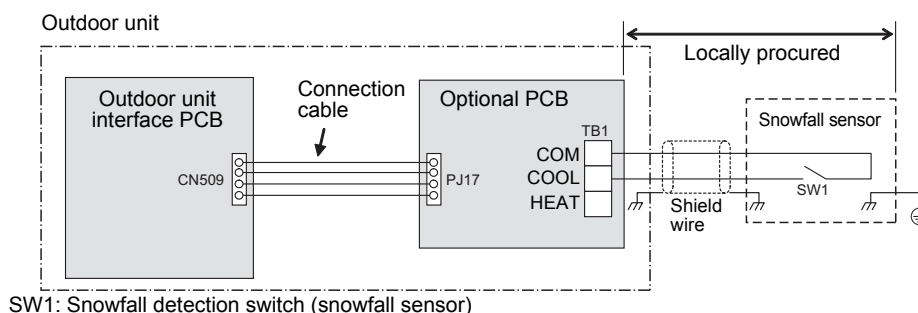 Outdoor unit
Locally procured
Outdoor unit
interface PCB
Connection
cable
Optional PCB
Snowfall sensor
TB1
COM
COOL
HEAT
CN509
PJ17
SW1
Shield
wire
SW1: Snowfall detection switch (snowfall sensor)